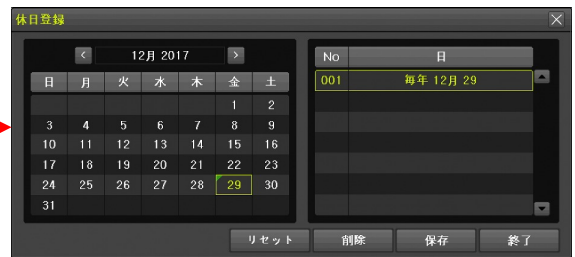 休日登録
12月 2017
日 月 火 水 木 金 土
1 2
3 4 5 6 7 8 9
10 11 12 13 14 15 16
17 18 19 20 21 22 23
24 25 26 27 28 29 30
31
No 日
001 毎年 12月 29
リセット 削除 保存 終了